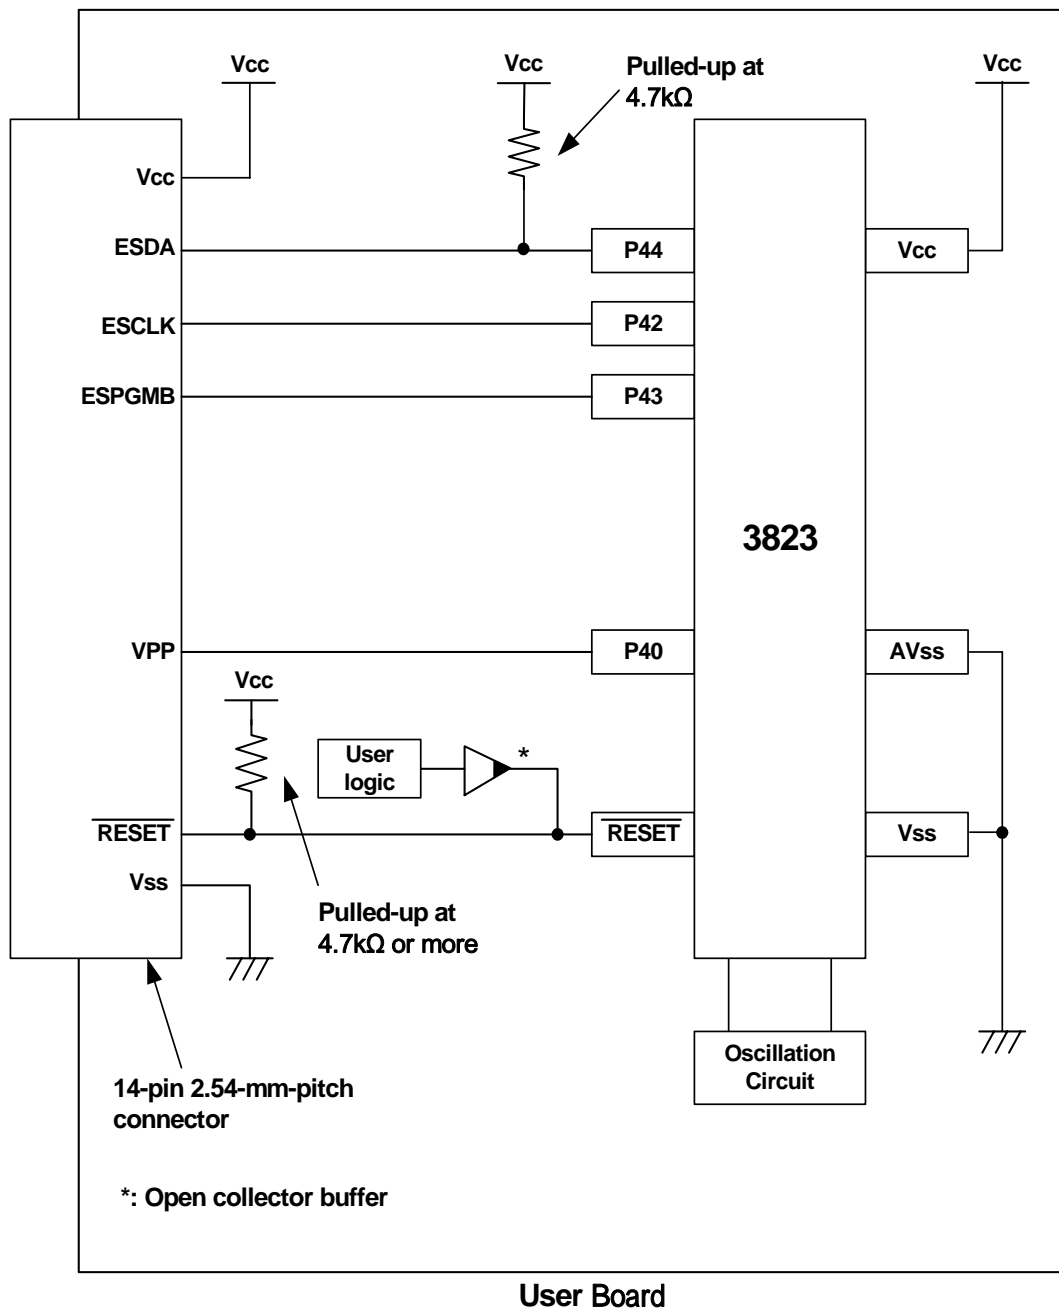 Vcc
Vcc
Pulled-up at
4.7kΩ
Vcc
Vcc
ESDA
P44
Vcc
ESCLK
P42
ESPGMB
P43
3823
VPP
P40
AVss
Vcc
User
logic
*
RESET
RESET
Vss
Vss
Pulled-up at
4.7kΩ or more
Oscillation
Circuit
14-pin 2.54-mm-pitch
connector
*: Open collector buffer
User Board